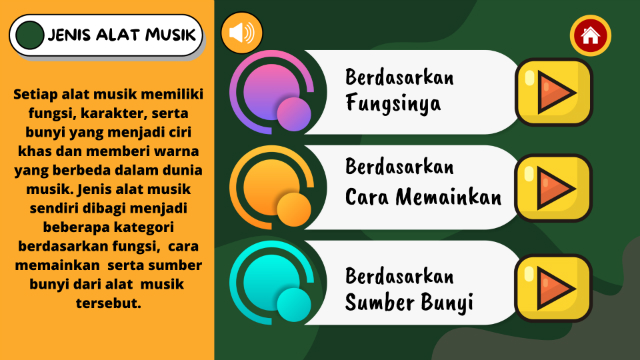 JENIS ALAT MUSIK
Setiap alat musik memiliki
fungsi, karakter, serta
bunyi yang menjadi ciri
khas dan memberi warna
yang berbeda dalam dunia
musik. Jenis alat musik
sendiri dibagi menjadi
beberapa kategori
berdasarkan fungsi, cara
memainkan serta sumber
bunyi dari alat musik
tersebut.
Berdasarkan
Fungsinya
Berdasarkan
Cara Memainkan
Berdasarkan
Sumber Bunyi